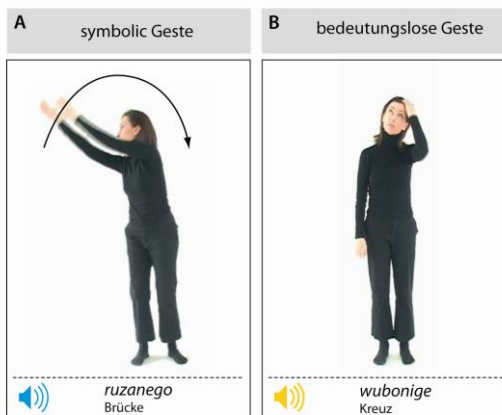 A
symbolic Geste
ruzanego
Brücke
B
bedeutungslose Geste
wubonige
Kreuz